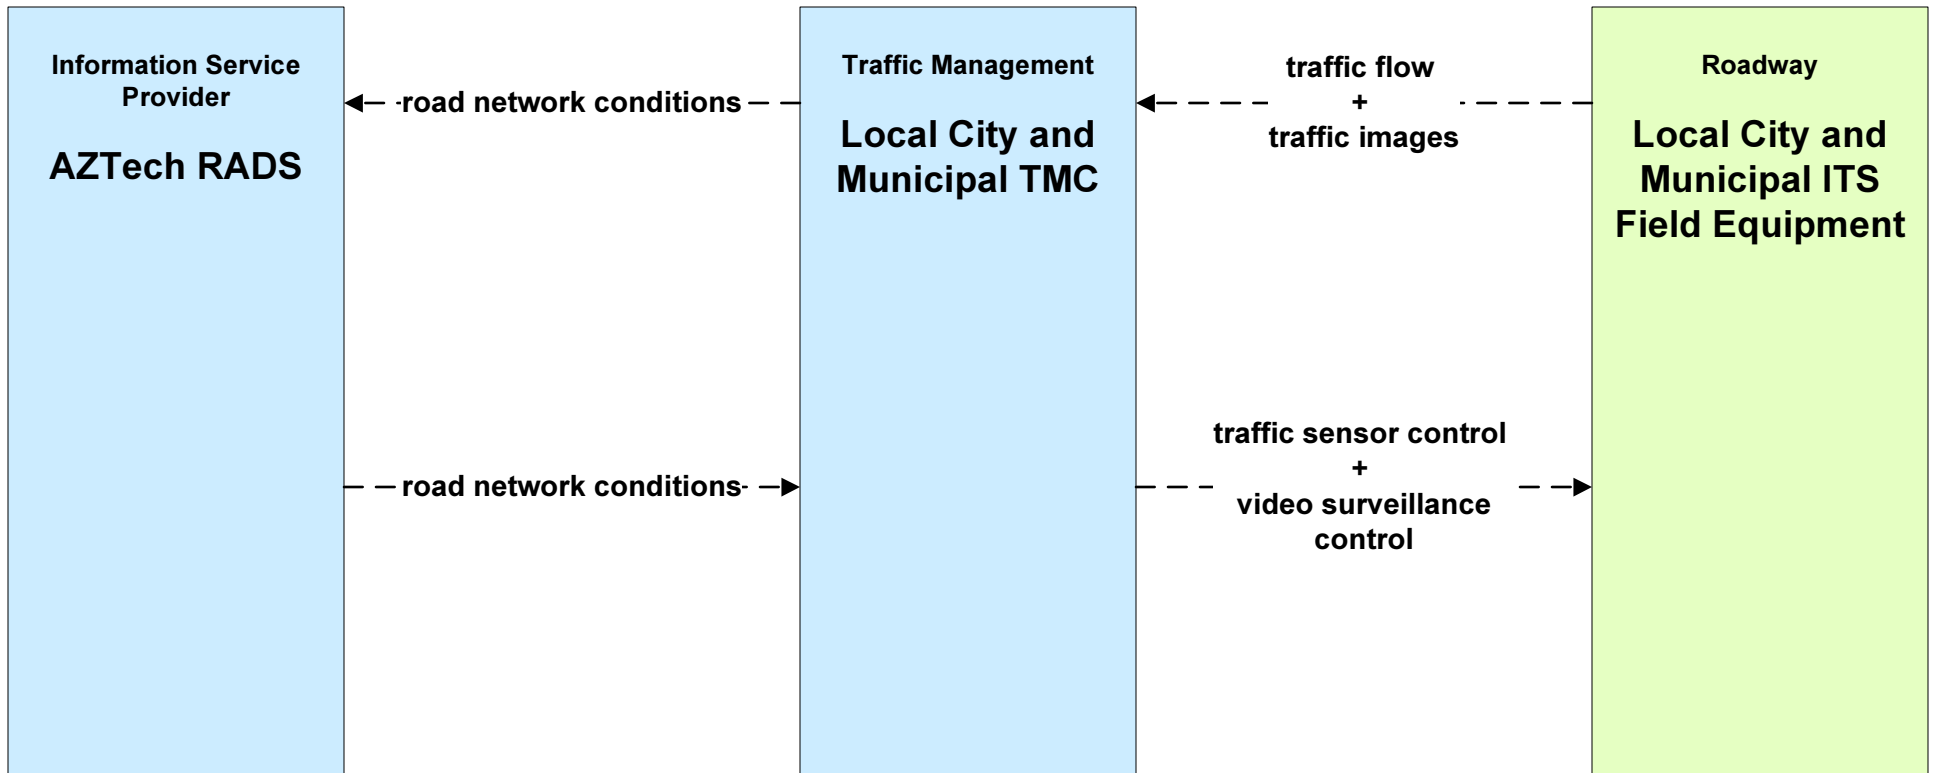 Information Service
Provider
AZTech RADS
road network conditions
road network conditions
Traffic Management
Local City and
Municipal TMC
traffic flow
+
traffic images
traffic sensor control
+
video surveillance
control
Roadway
Local City and
Municipal ITS
Field Equipment